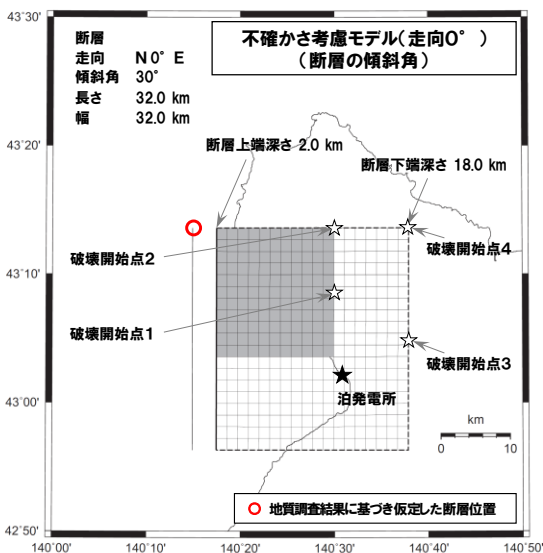 不確かさ考慮モデル(走向0°)
(断層の傾斜角)
断層
走向 N 0° E
傾斜角 30°
長さ 32.0 km
幅 32.0 km
断層上端深さ 2.0 km
断層下端深さ 18.0 km
破壊開始点2
破壊開始点4
破壊開始点1
破壊開始点3
泊発電所
km
0 10
地質調査結果に基づき仮定した断層位置
43°30'
43°20'
43°10'
43°00'
42°50'
140°00' 140°10' 140°20' 140°30' 140°40' 140°50'